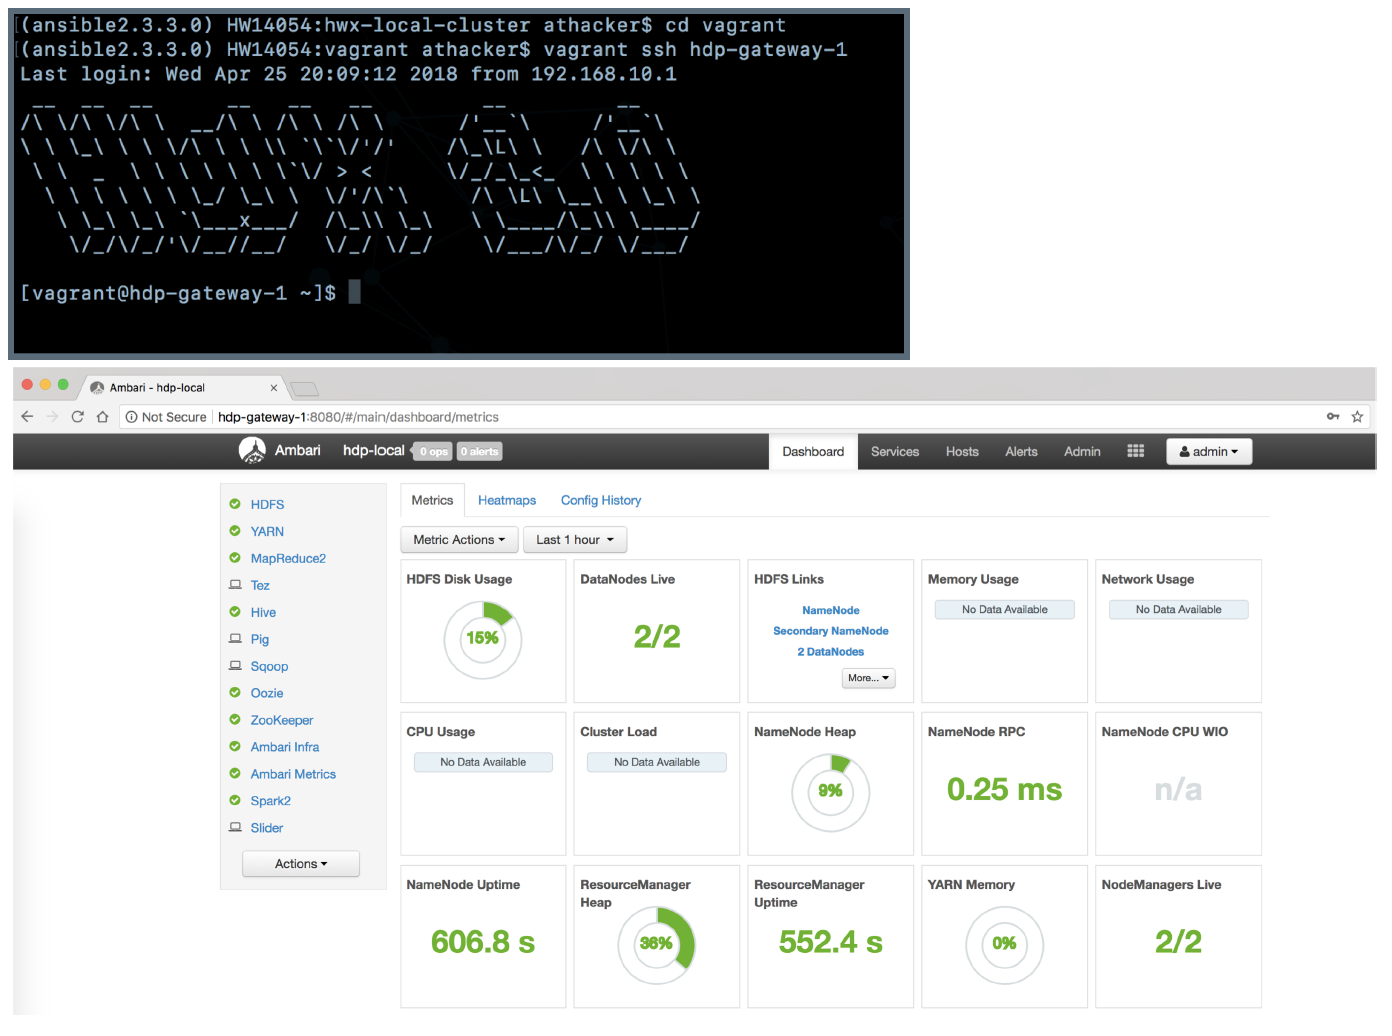 (ansible2.3.3.0) HW14054:hwx-local-cluster athacker$ cd vagrant
(ansible2.3.3.0) HW14054:vagrant athacker$ vagrant ssh hdp-gateway-1
Last login: Wed Apr 25 20:09:12 2018 from 192.168.10.1
[vagrant@hdp-gateway-1 ~]$
Ambari - hdp-local
Not Secure hdp-gateway-1:8080/#/main/dashboard/metrics
Ambari hdp-local 0 ops 0 alerts Dashboard Services Hosts Alerts Admin admin
HDFS
YARN
MapReduce2
Tez
Hive
Pig
Sqoop
Oozie
ZooKeeper
Ambari Infra
Ambari Metrics
Spark2
Slider
Actions
Metrics Heatmaps Config History
Metric Actions Last 1 hour
HDFS Disk Usage
15%
DataNodes Live
2/2
HDFS Links
NameNode
Secondary NameNode
2 DataNodes
More...
Memory Usage
No Data Available
Network Usage
No Data Available
CPU Usage
No Data Available
Cluster Load
No Data Available
NameNode Heap
9%
NameNode RPC
0.25 ms
NameNode CPU WIO
n/a
NameNode Uptime
606.8 s
ResourceManager
Heap
36%
ResourceManager
Uptime
552.4 s
YARN Memory
0%
NodeManagers Live
2/2